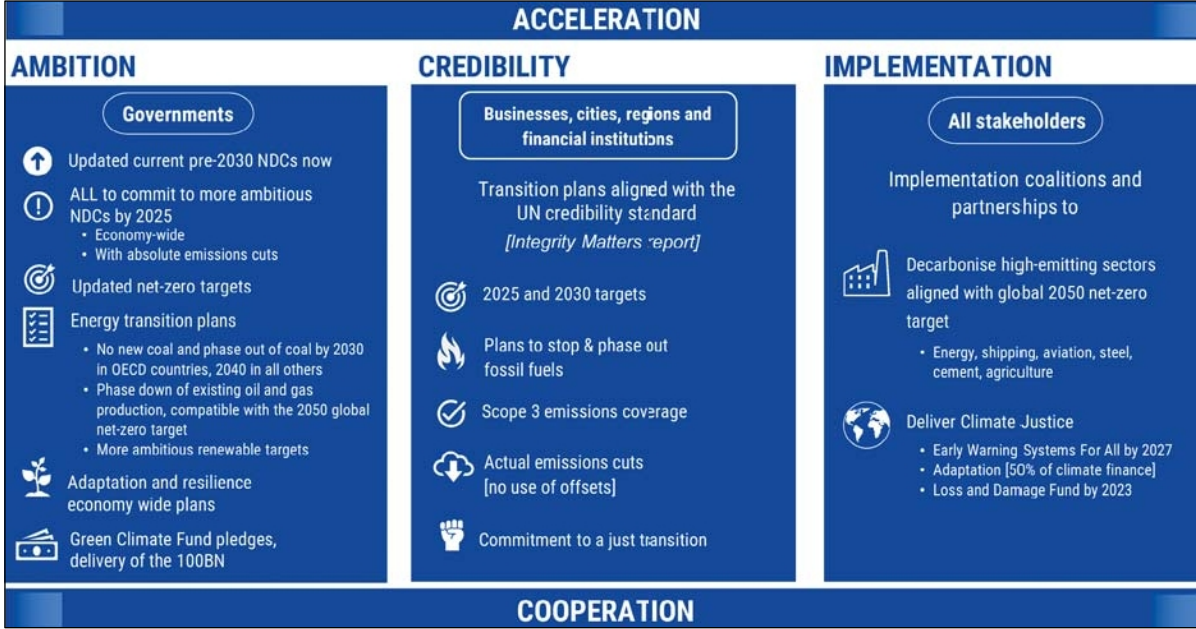 ACCELERATION
AMBITION
Governments
Updated current pre-2030 NDCs now
ALL to commit to more ambitious
NDCs by 2025
• Economy-wide
• With absolute emissions cuts
Updated net-zero targets
Energy transition plans
• No new coal and phase out of coal by 2030
in OECD countries, 2040 in all others
• Phase down of existing oil and gas
production, compatible with the 2050 global
net-zero target
• More ambitious renewable targets
Adaptation and resilience
economy wide plans
Green Climate Fund pledges,
delivery of the 100BN
CREDIBILITY
Businesses, cities, regions and
financial institutions
Transition plans aligned with the
UN credibility standard
[Integrity Matters report]
2025 and 2030 targets
Plans to stop & phase out
fossil fuels
Scope 3 emissions coverage
Actual emissions cuts
[no use of offsets]
Commitment to a just transition
IMPLEMENTATION
All stakeholders
Implementation coalitions and
partnerships to
Decarbonise high-emitting sectors
aligned with global 2050 net-zero
target
• Energy, shipping, aviation, steel,
cement, agriculture
Deliver Climate Justice
• Early Warning Systems For All by 2027
• Adaptation [50% of climate finance]
• Loss and Damage Fund by 2023
COOPERATION